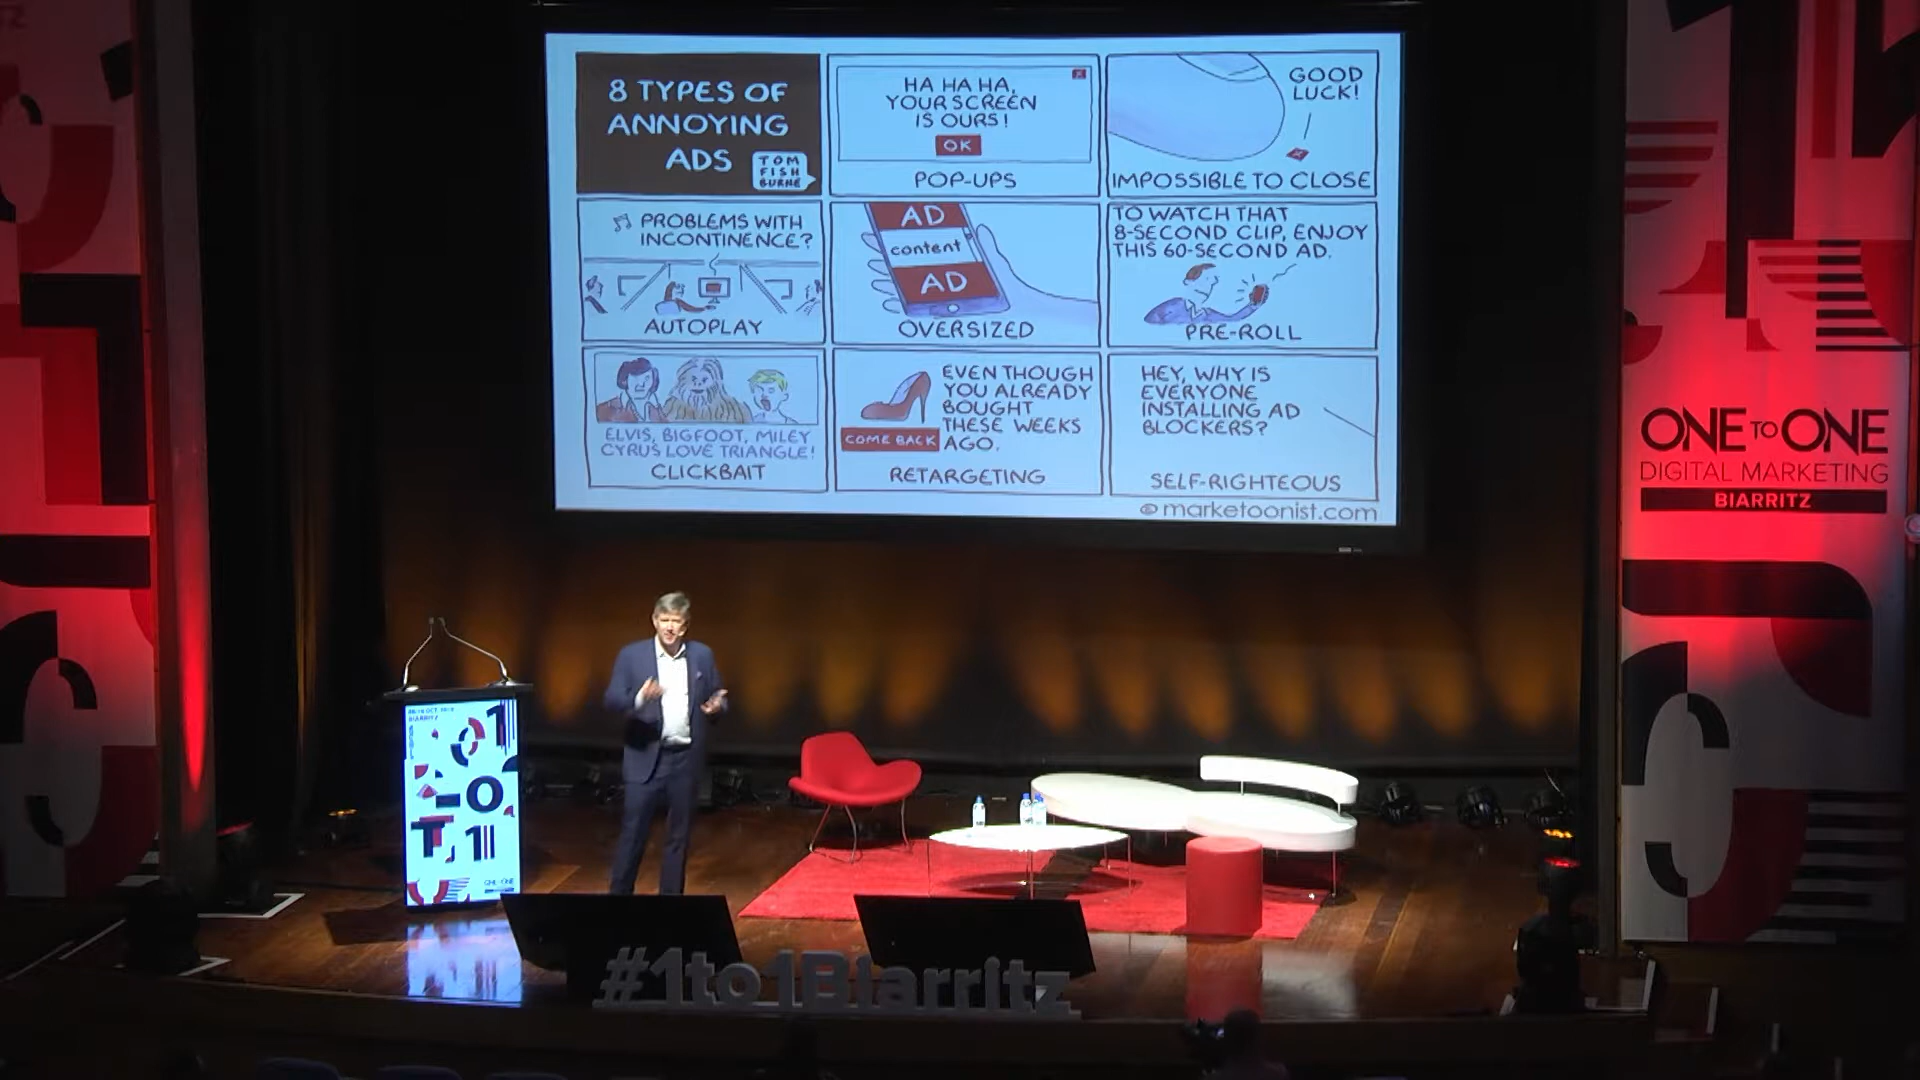 8 TYPES OF
ANNOYING
ADS
TOM
FISH
BURNE
HA HA HA,
YOUR SCREEN
IS OURS!
OK
POP-UPS
GOOD
LUCK!
X
IMPOSSIBLE TO CLOSE
PROBLEMS WITH
INCONTINENCE?
AUTOPLAY
AD
content
AD
OVERSIZED
TO WATCH THAT
8-SECOND CLIP, ENJOY
THIS 60-SECOND AD.
PRE-ROLL
ELVIS, BIGFOOT, MILEY
CYRUS LOVE TRIANGLE!
CLICKBAIT
EVEN THOUGH
YOU ALREADY
BOUGHT
THESE WEEKS
AGO.
COME BACK
RETARGETING
HEY, WHY IS
EVERYONE
INSTALLING AD
BLOCKERS?
SELF-RIGHTEOUS
© marketoonist.com
ONE TO ONE
DIGITAL MARKETING
BIARRITZ
BIARRITZ
1
TO
T1
#1to1Biarritz